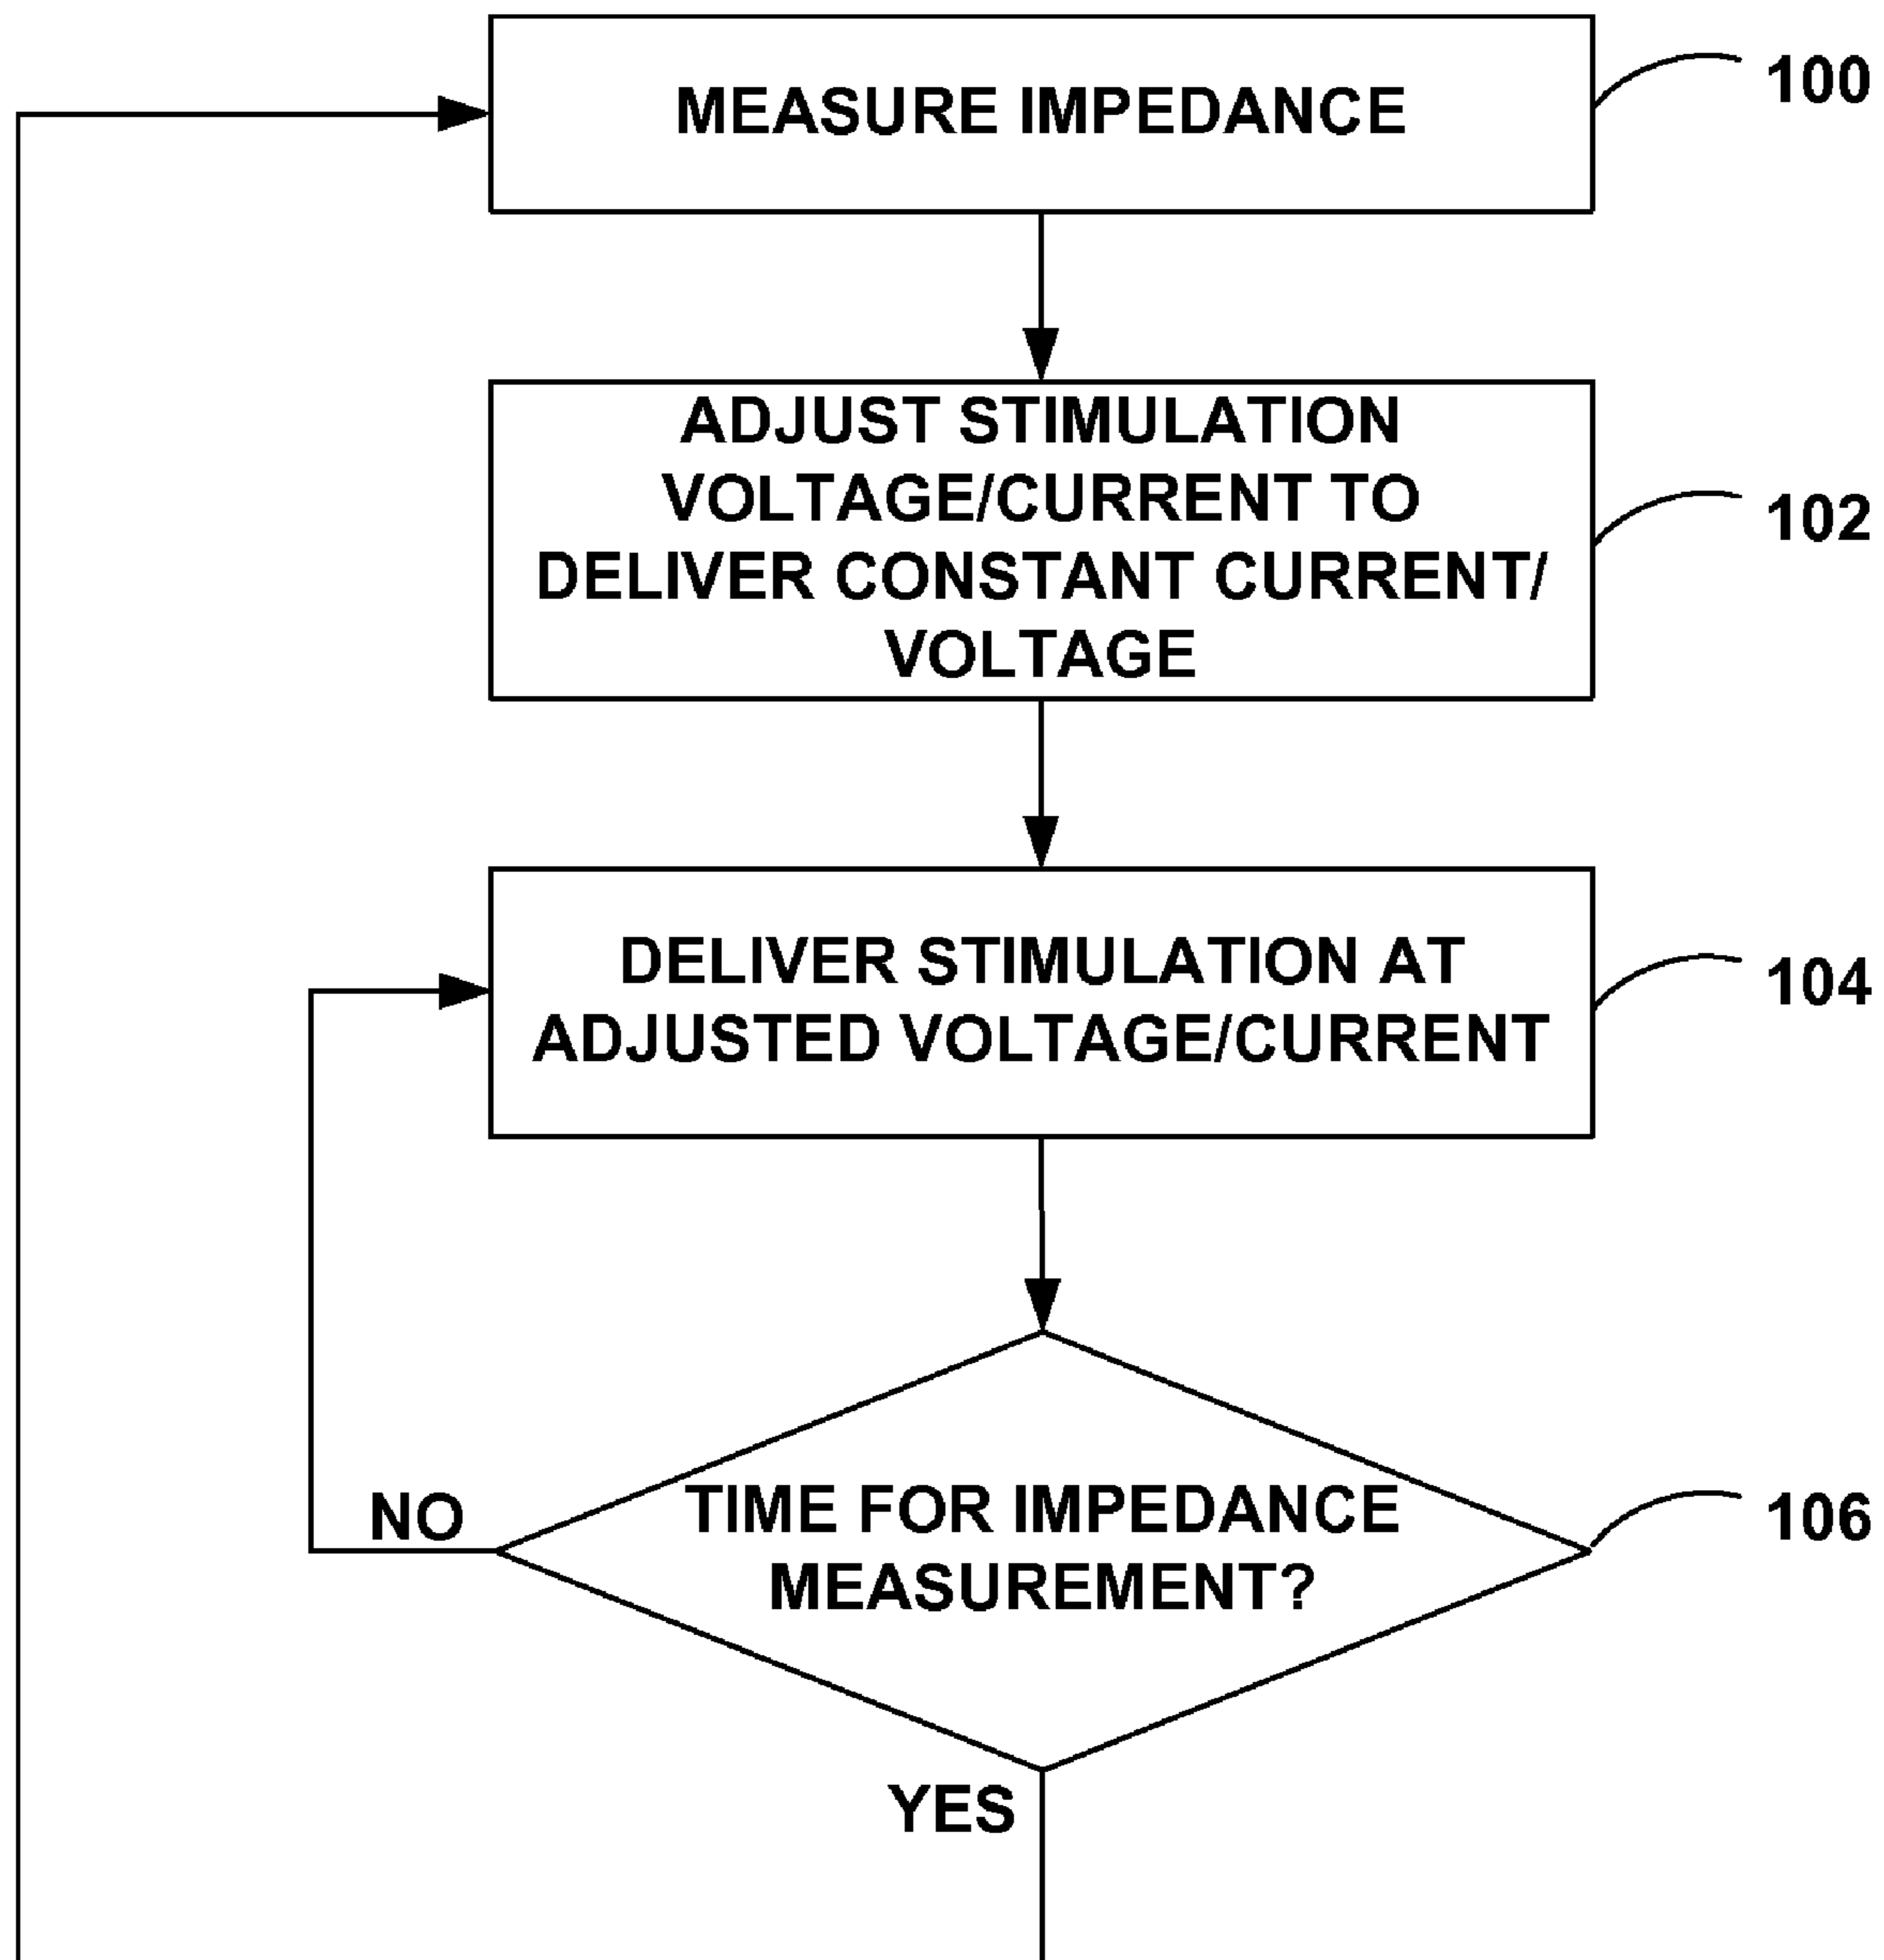 MEASURE IMPEDANCE
100
ADJUST STIMULATION
VOLTAGE/CURRENT TO
DELIVER CONSTANT CURRENT/
VOLTAGE
102
DELIVER STIMULATION AT
ADJUSTED VOLTAGE/CURRENT
104
TIME FOR IMPEDANCE
MEASUREMENT?
106
NO
YES